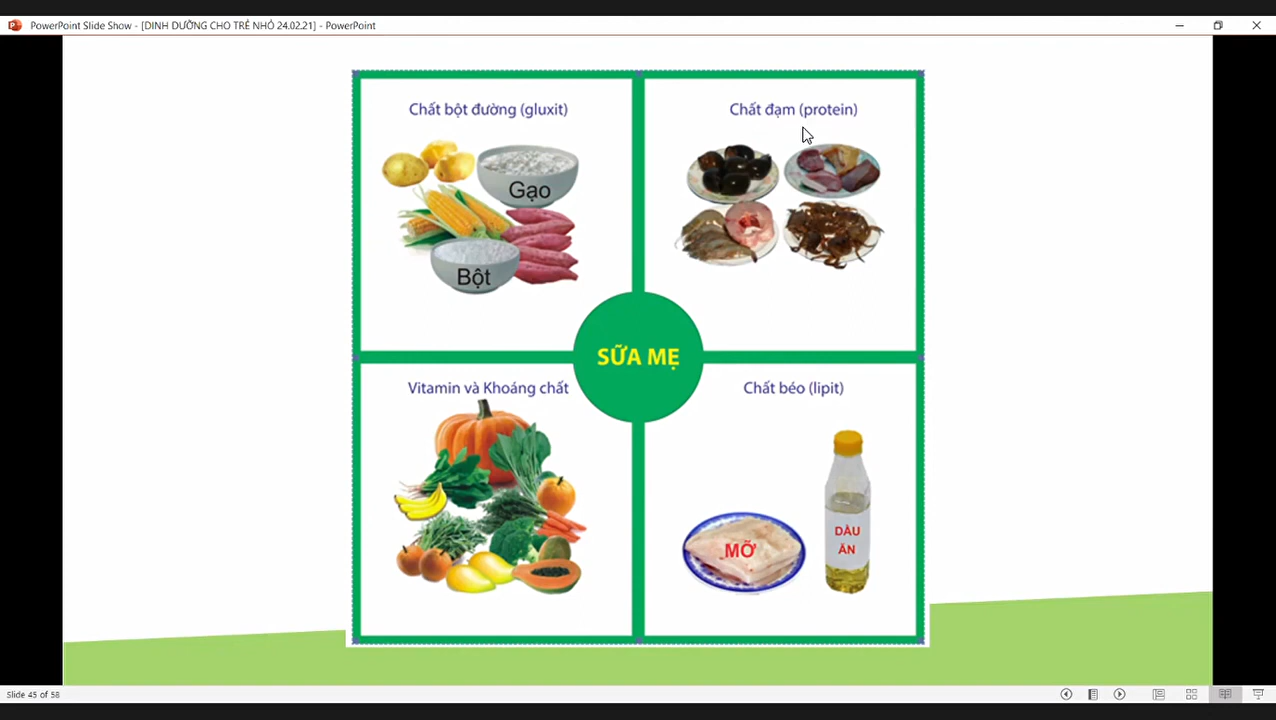 PowerPoint Slide Show - [DINH DƯỠNG CHO TRẺ NHỎ 24.02.21] - PowerPoint
Chất bột đường (gluxit)
Chất đạm (protein)
Gạo
Bột
SỮA MẸ
Vitamin và Khoáng chất
Chất béo (lipit)
MỠ
DẦU
ĂN
Slide 45 of 58